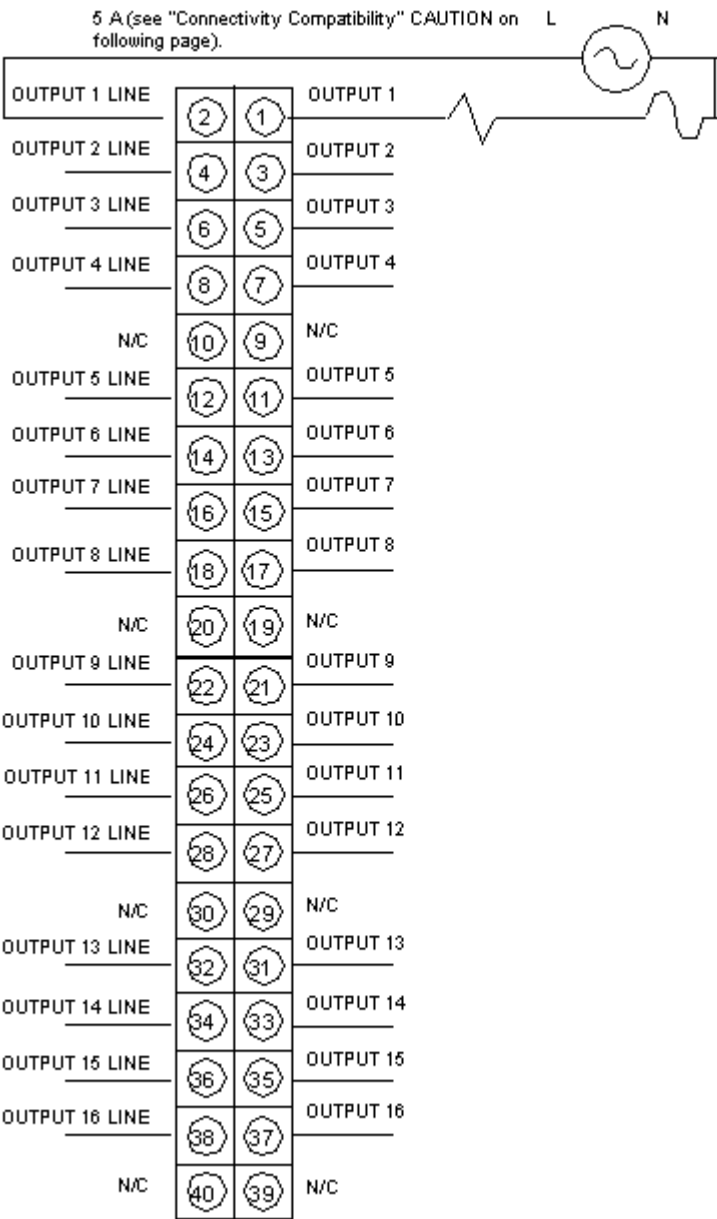 5 A (see "Connectivity Compatibility" CAUTION on L N
following page).
OUTPUT 1 LINE 2 1 OUTPUT 1
OUTPUT 2 LINE 4 3 OUTPUT 2
OUTPUT 3 LINE 6 5 OUTPUT 3
OUTPUT 4 LINE 8 7 OUTPUT 4
N/C 10 9 N/C
OUTPUT 5 LINE 12 11 OUTPUT 5
OUTPUT 6 LINE 14 13 OUTPUT 6
OUTPUT 7 LINE 16 15 OUTPUT 7
OUTPUT 8 LINE 18 17 OUTPUT 8
N/C 20 19 N/C
OUTPUT 9 LINE 22 21 OUTPUT 9
OUTPUT 10 LINE 24 23 OUTPUT 10
OUTPUT 11 LINE 26 25 OUTPUT 11
OUTPUT 12 LINE 28 27 OUTPUT 12
N/C 30 29 N/C
OUTPUT 13 LINE 32 31 OUTPUT 13
OUTPUT 14 LINE 34 33 OUTPUT 14
OUTPUT 15 LINE 36 35 OUTPUT 15
OUTPUT 16 LINE 38 37 OUTPUT 16
N/C 40 39 N/C